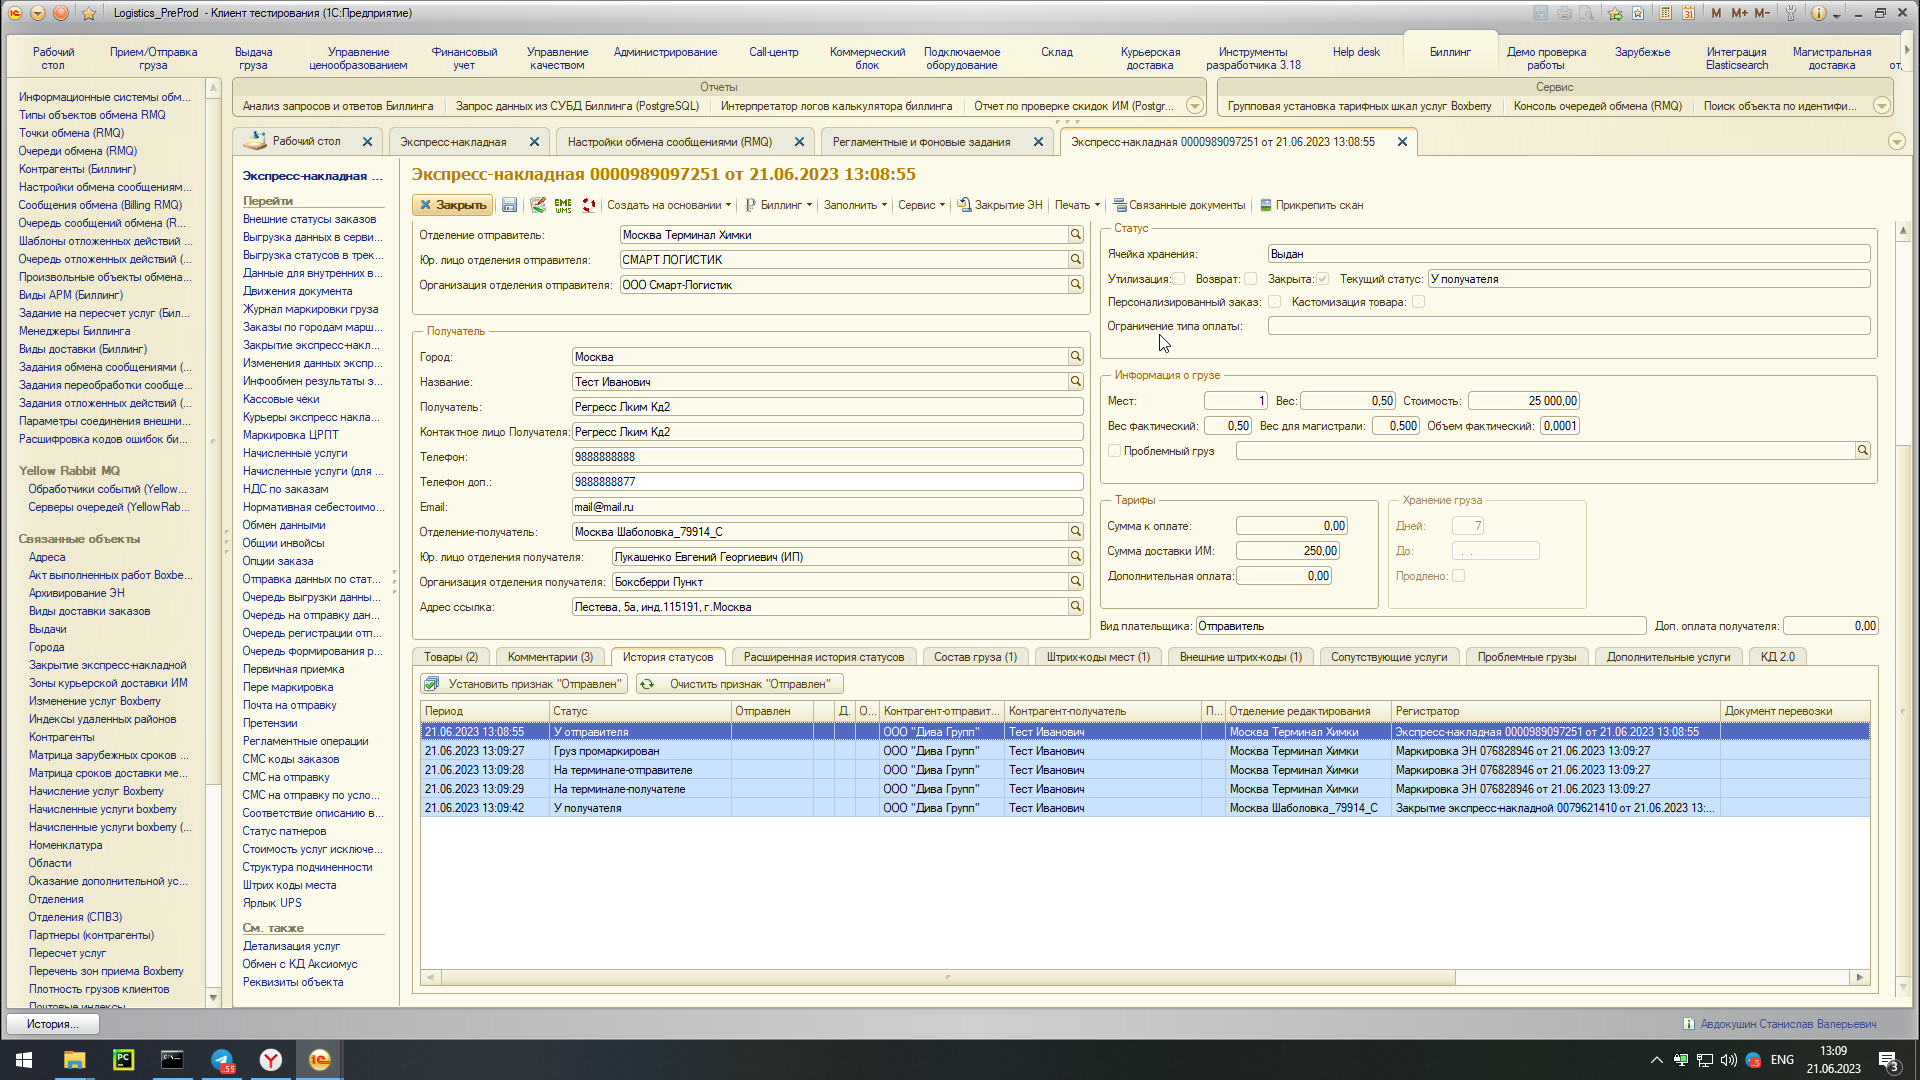 Logistics_PreProd - Клиент тестирования (1С:Предприятие)
M M+ M-
Рабочий стол
Прием/Отправка груза
Выдача груза
Управление ценообразованием
Финансовый учет
Управление качеством
Администрирование
Call-центр
Коммерческий блок
Подключаемое оборудование
Склад
Курьерская доставка
Инструменты разработчика 3.18
Help desk
Биллинг
Демо проверка работы
Зарубежье
Интеграция Elasticsearch
Магистральная доставка
от,
Отчеты
Анализ запросов и ответов Биллинга
Запрос данных из СУБД Биллинга (PostgreSQL)
Интерпретатор логов калькулятора биллинга
Отчет по проверке скидок ИМ (Postgr...
Сервис
Групповая установка тарифных шкал услуг Boxberry
Консоль очередей обмена (RMQ)
Поиск объекта по идентифи...
Рабочий стол
Экспресс-накладная
Настройки обмена сообщениями (RMQ)
Регламентные и фоновые задания
Экспресс-накладная 0000989097251 от 21.06.2023 13:08:55
Информационные системы обм...
Типы объектов обмена RMQ
Точки обмена (RMQ)
Очереди обмена (RMQ)
Контрагенты (Биллинг)
Настройки обмена сообщениям...
Сообщения обмена (Billing RMQ)
Очередь сообщений обмена (R...
Шаблоны отложенных действий ...
Очередь отложенных действий (...
Произвольные объекты обмена...
Виды АРМ (Биллинг)
Задание на пересчет услуг (Бил...
Менеджеры Биллинга
Виды доставки (Биллинг)
Задания обмена сообщениями (...
Задания переобработки сообще...
Задания отложенных действий (...
Параметры соединения внешни...
Расшифровка кодов ошибок би...
Yellow Rabbit MQ
Обработчики событий (Yellow...
Серверы очередей (YellowRab...
Связанные объекты
Адреса
Акт выполненных работ Boxbe...
Архивирование ЭН
Виды доставки заказов
Выдачи
Города
Закрытие экспресс-накладной
Зоны курьерской доставки ИМ
Изменение услуг Boxberry
Индексы удаленных районов
Контрагенты
Матрица зарубежных сроков ...
Матрица сроков доставки ме...
Начисление услуг Boxberry
Начисленные услуги boxberry
Начисленные услуги boxberry (...
Номенклатура
Области
Оказание дополнительной ус...
Отделения
Отделения (СПВЗ)
Партнеры (контрагенты)
Пересчет услуг
Перечень зон приема Boxberry
Плотность грузов клиентов
Почтовые индексы
Экспресс-накладная ...
Перейти
Внешние статусы заказов
Выгрузка данных в серви...
Выгрузка статусов в трек...
Данные для внутренних в...
Движения документа
Журнал маркировки груза
Заказы по городам марш...
Закрытие экспресс-накл...
Изменения данных экспр...
Инфообмен результаты з...
Кассовые чеки
Курьеры экспресс накла...
Маркировка ЦРПТ
Начисленные услуги
Начисленные услуги (для ...
НДС по заказам
Нормативная себестоимо...
Обмен данными
Общии инвойсы
Опции заказа
Отправка данных по стат...
Очередь выгрузки данны...
Очередь на отправку дан...
Очередь регистрации отп...
Очередь формирования р...
Первичная приемка
Пере маркировка
Почта на отправку
Претензии
Регламентные операции
СМС коды заказов
СМС на отправку
СМС на отправку по усло...
Соответствие описанию в...
Статус патнеров
Стоимость услуг исключе...
Структура подчиненности
Штрих коды места
Ярлык UPS
См. также
Детализация услуг
Обмен с КД Аксиомус
Реквизиты объекта
Экспресс-накладная 0000989097251 от 21.06.2023 13:08:55
Закрыть
EME WMS
Создать на основании
Биллинг
Заполнить
Сервис
Закрытие ЭН
Печать
Связанные документы
Прикрепить скан
Отделение отправитель: Москва Терминал Химки
Юр. лицо отделения отправителя: СМАРТ ЛОГИСТИК
Организация отделения отправителя: ООО Смарт-Логистик
Получатель
Город: Москва
Название: Тест Иванович
Получатель: Регресс Лким Кд2
Контактное лицо Получателя: Регресс Лким Кд2
Телефон: 9888888888
Телефон доп.: 9888888877
Email: mail@mail.ru
Отделение-получатель: Москва Шаболовка_79914_С
Юр. лицо отделения получателя: Лукашенко Евгений Георгиевич (ИП)
Организация отделения получателя: Боксберри Пункт
Адрес ссылка: Лестева, 5а, инд.115191, г.Москва
Статус
Ячейка хранения: Выдан
Утилизация: Возврат: Закрыта: Текущий статус: У получателя
Персонализированный заказ: Кастомизация товара:
Ограничение типа оплаты:
Информация о грузе
Мест: 1 Вес: 0,50 Стоимость: 25 000,00
Вес фактический: 0,50 Вес для магистрали: 0,500 Объем фактический: 0,0001
Проблемный груз
Тарифы
Сумма к оплате: 0,00
Сумма доставки ИМ: 250,00
Дополнительная оплата: 0,00
Хранение груза
Дней: 7
До: . .
Продлено:
Вид плательщика: Отправитель
Доп. оплата получателя: 0,00
Товары (2)
Комментарии (3)
История статусов
Расширенная история статусов
Состав груза (1)
Штрих-коды мест (1)
Внешние штрих-коды (1)
Сопутствующие услуги
Проблемные грузы
Дополнительные услуги
КД 2.0
Установить признак "Отправлен"
Очистить признак "Отправлен"
Период Статус Отправлен Д. О... Контрагент-отправит... Контрагент-получатель П... Отделение редактирования Регистратор Документ перевозки
21.06.2023 13:08:55 У отправителя ООО "Дива Групп" Тест Иванович Москва Терминал Химки Экспресс-накладная 0000989097251 от 21.06.2023 13:08:55
21.06.2023 13:09:27 Груз промаркирован ООО "Дива Групп" Тест Иванович Москва Терминал Химки Маркировка ЭН 076828946 от 21.06.2023 13:09:27
21.06.2023 13:09:28 На терминале-отправителе ООО "Дива Групп" Тест Иванович Москва Терминал Химки Маркировка ЭН 076828946 от 21.06.2023 13:09:27
21.06.2023 13:09:29 На терминале-получателе ООО "Дива Групп" Тест Иванович Москва Терминал Химки Маркировка ЭН 076828946 от 21.06.2023 13:09:27
21.06.2023 13:09:42 У получателя ООО "Дива Групп" Тест Иванович Москва Шаболовка_79914_С Закрытие экспресс-накладной 0079621410 от 21.06.2023 13:...
История...
Авдокушин Станислав Валерьевич
ENG
13:09
21.06.2023
3